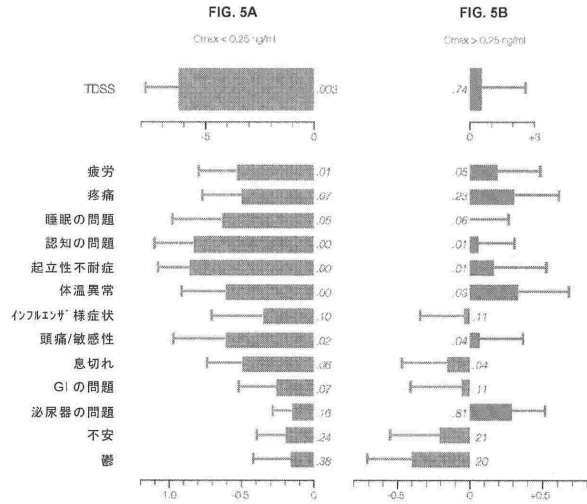 FIG. 5A
FIG. 5B
Cmax < 0.25 ng/ml
Cmax > 0.25 ng/ml
TDSS
.003
.74
-5
0
0
+3
疲労 .01 .05
疼痛 .07 .23
睡眠の問題 .05 .06
認知の問題 .00 .01
起立性不耐症 .00 .01
体温異常 .00 .03
インフルエンザ様症状 .10 .11
頭痛/敏感性 .02 .04
息切れ .06 .04
GIの問題 .07 .11
泌尿器の問題 .16 .81
不安 .24 .21
鬱 .38 .20
-1.0
-0.5
0
-0.5
0
+0.5